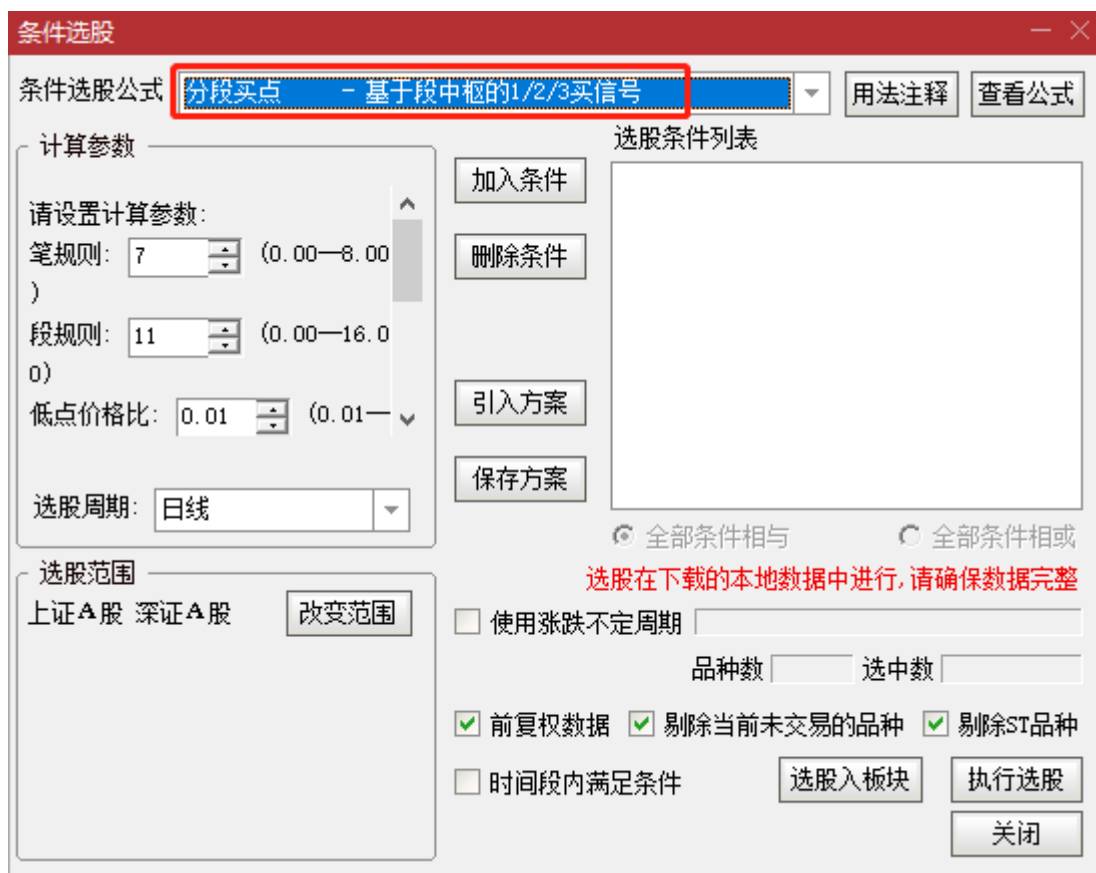 条件选股
条件选股公式 分段买点 - 基于段中枢的1/2/3买信号 用法注释 查看公式
计算参数
选股条件列表
加入条件
请设置计算参数:
笔规则: 7 (0.00—8.00
)
删除条件
段规则: 11 (0.00—16.0
0)
低点价格比: 0.01 (0.01—
引入方案
保存方案
选股周期: 日线
全部条件相与 全部条件相或
选股范围
选股在下载的本地数据中进行,请确保数据完整
上证A股 深证A股 改变范围
使用涨跌不定周期
品种数 选中数
前复权数据 剔除当前未交易的品种 剔除ST品种
时间段内满足条件 选股入板块 执行选股
关闭